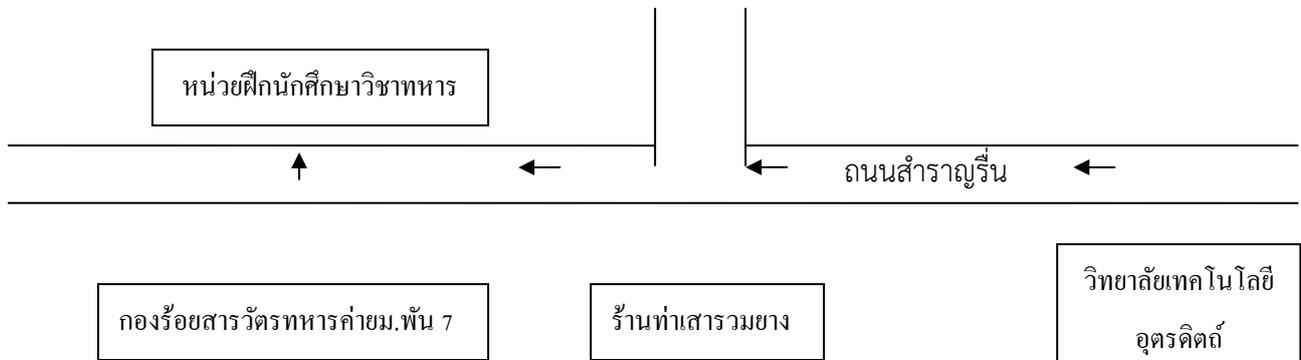 หน่วยฝึกนักศึกษาวิชาทหาร
ถนนสำราญรื่น
กองร้อยสารวัตรทหารค่ายม.พัน 7
ร้านท่าเสารวมยาง
วิทยาลัยเทคโนโลยี
อุตรดิตถ์